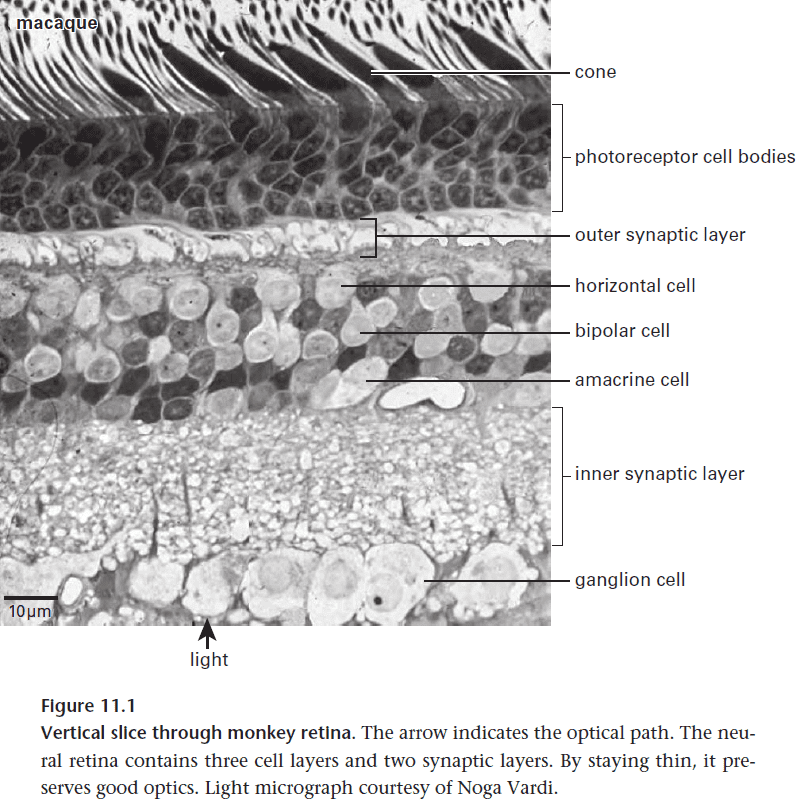 macaque
cone
photoreceptor cell bodies
outer synaptic layer
horizontal cell
bipolar cell
amacrine cell
inner synaptic layer
ganglion cell
10μm
light
Figure 11.1
Vertical slice through monkey retina. The arrow indicates the optical path. The neu-
ral retina contains three cell layers and two synaptic layers. By staying thin, it pre-
serves good optics. Light micrograph courtesy of Noga Vardi.